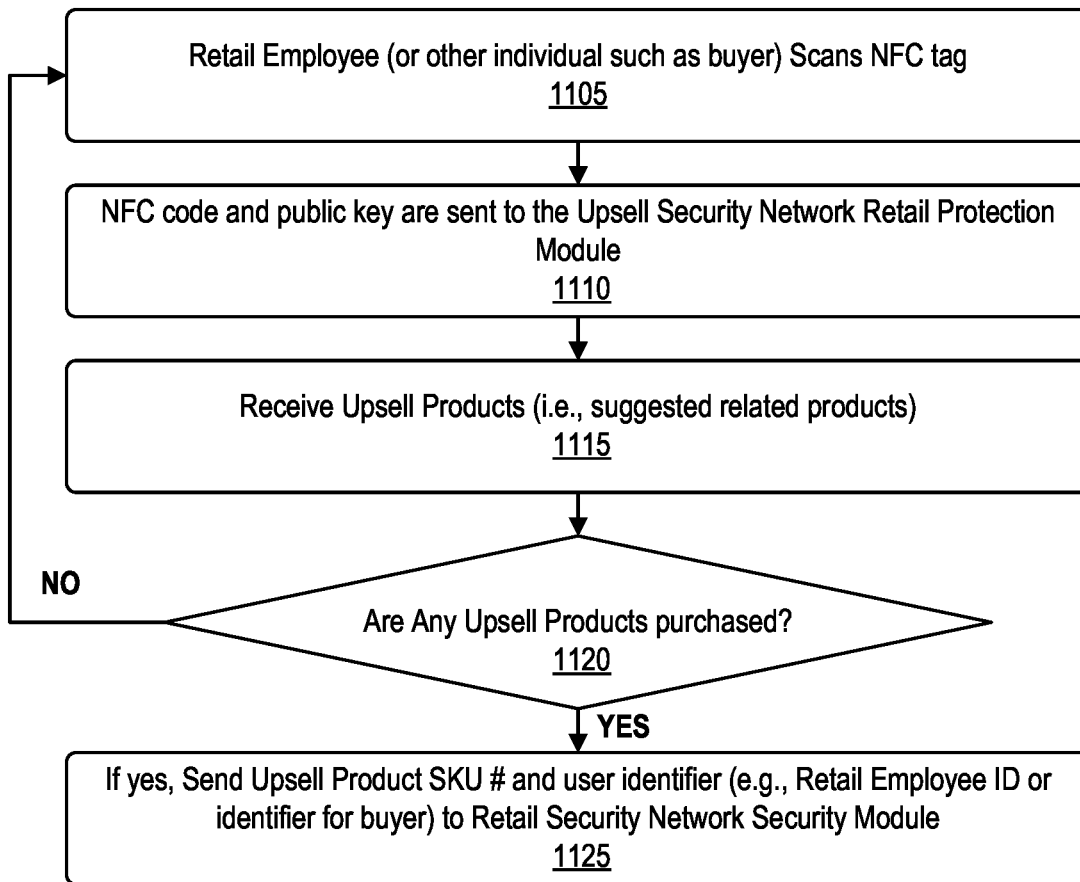 Retail Employee (or other individual such as buyer) Scans NFC tag
1105
NFC code and public key are sent to the Upsell Security Network Retail Protection
Module
1110
Receive Upsell Products (i.e., suggested related products)
1115
NO
Are Any Upsell Products purchased?
1120
YES
If yes, Send Upsell Product SKU # and user identifier (e.g., Retail Employee ID or
identifier for buyer) to Retail Security Network Security Module
1125